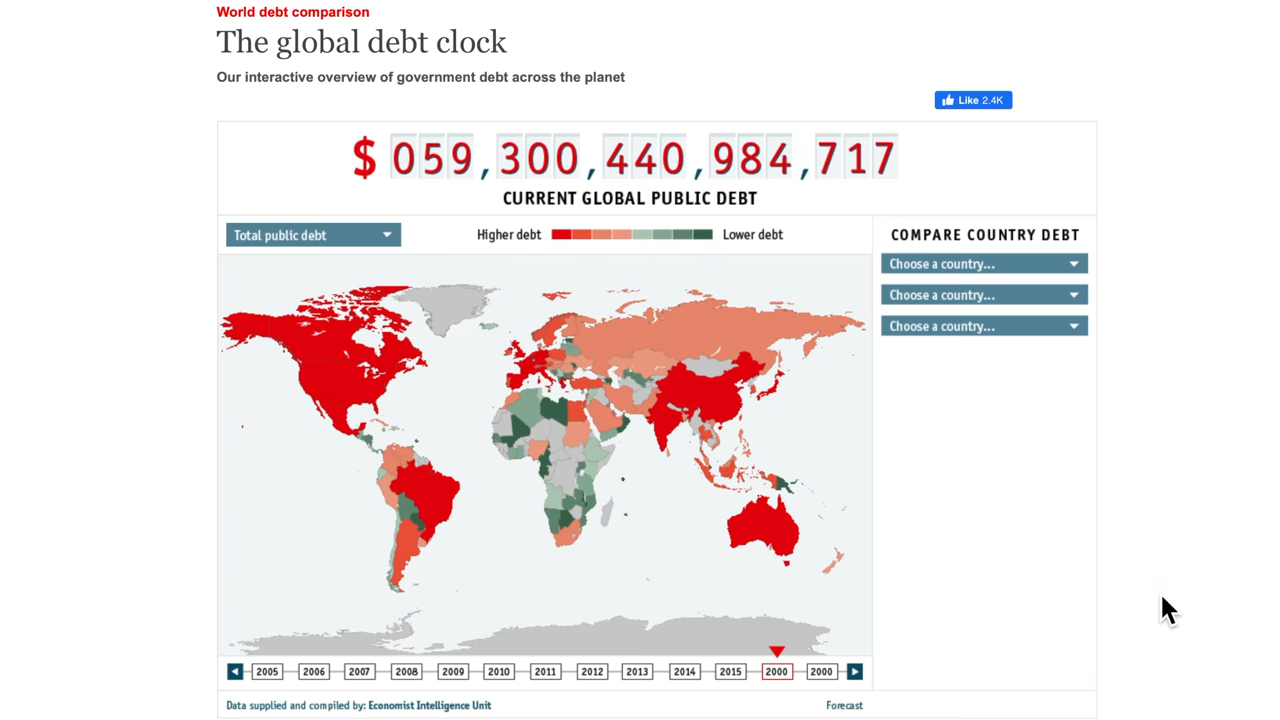 World debt comparison
The global debt clock
Our interactive overview of government debt across the planet
Like 2.4K
$ 059,300,440,984,717
CURRENT GLOBAL PUBLIC DEBT
Total public debt
Higher debt
Lower debt
COMPARE COUNTRY DEBT
Choose a country...
Choose a country...
Choose a country...
2005 2006 2007 2008 2009 2010 2011 2012 2013 2014 2015 2000 2000
Data supplied and compiled by: Economist Intelligence Unit
Forecast